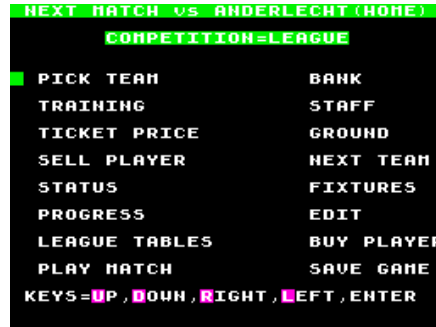 NEXT MATCH vs ANDERLECHT(HOME)
COMPETITION=LEAGUE
PICK TEAM BANK
TRAINING STAFF
TICKET PRICE GROUND
SELL PLAYER NEXT TEAM
STATUS FIXTURES
PROGRESS EDIT
LEAGUE TABLES BUY PLAYER
PLAY MATCH SAVE GAME
KEYS=UP,DOWN,RIGHT,LEFT,ENTER